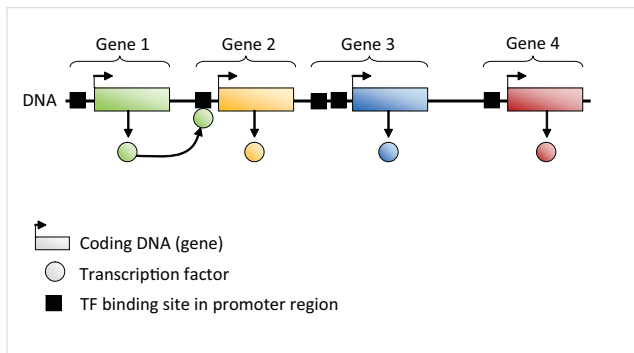 Gene 1 Gene 2 Gene 3 Gene 4
DNA
Coding DNA (gene)
Transcription factor
TF binding site in promoter region